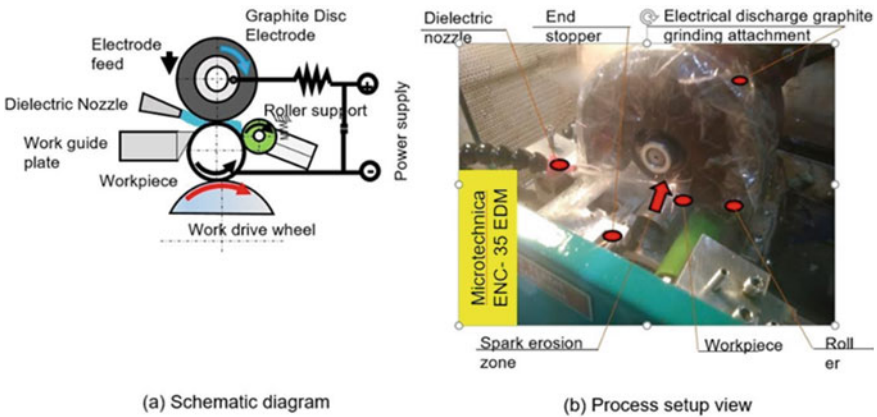 Graphite Disc
Electrode
Electrode
feed
Dielectric Nozzle
Roller support
Work guide
plate
Workpiece
Work drive wheel
Power supply
(a) Schematic diagram
Dielectric
nozzle
End
stopper
Electrical discharge graphite
grinding attachment
Microtechnica
ENC- 35 EDM
Spark erosion
zone
Workpiece
Roll
er
(b) Process setup view